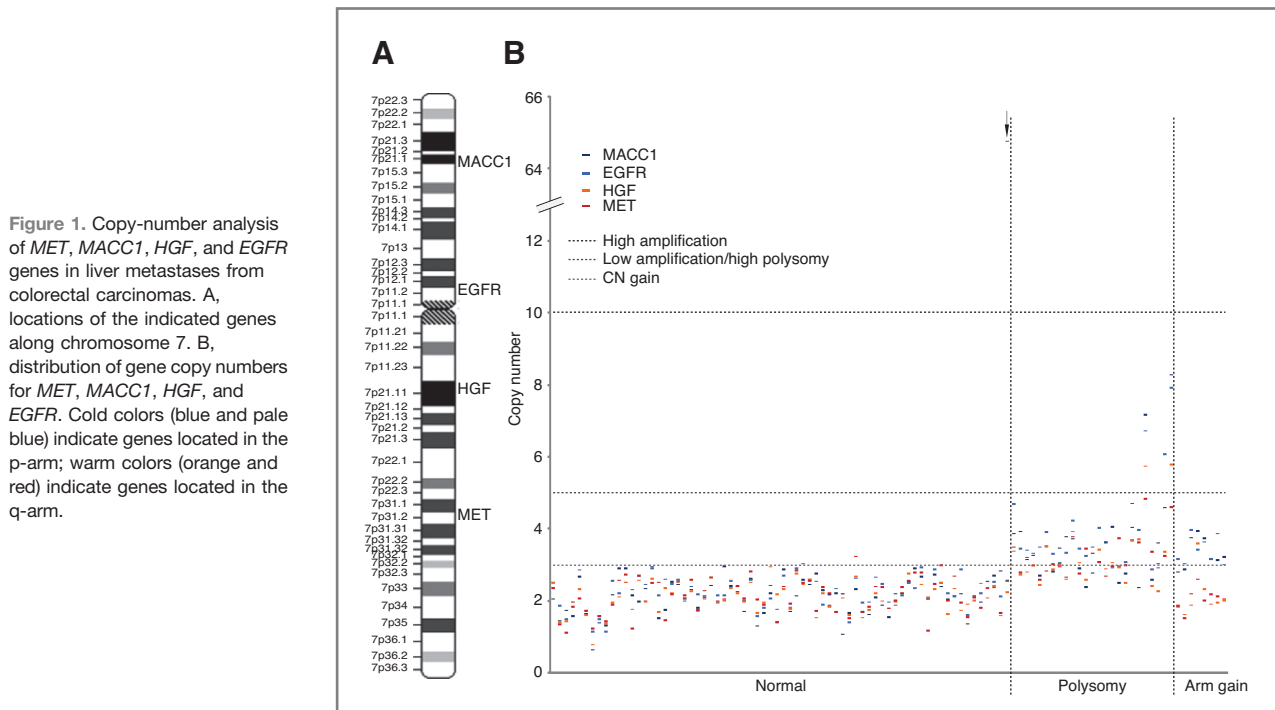 Figure 1. Copy-number analysis
of MET, MACC1, HGF, and EGFR
genes in liver metastases from
colorectal carcinomas. A,
locations of the indicated genes
along chromosome 7. B,
distribution of gene copy numbers
for MET, MACC1, HGF, and
EGFR. Cold colors (blue and pale
blue) indicate genes located in the
p-arm; warm colors (orange and
red) indicate genes located in the
q-arm.
A
7p22.3
7p22.2
7p22.1
7p21.3
7p21.2
7p21.1
MACC1
7p15.3
7p15.2
7p15.1
7p14.3
7p14.2
7p14.1
7p13
7p12.3
7p12.2
7p12.1
EGFR
7p11.2
7p11.1
7p11.1
7p11.21
7p11.22
7p11.23
7p21.11
HGF
7p21.12
7p21.13
7p21.2
7p21.3
7p22.1
7p22.2
7p22.3
7p31.1
7p31.2
MET
7p31.31
7p31.32
7p31.32
7p32.1
7p32.2
7p32.3
7p33
7p34
7p35
7p36.1
7p36.2
7p36.3
B
66
64
12
10
8
6
4
2
0
Copy number
MACC1
EGFR
HGF
MET
High amplification
Low amplification/high polysomy
CN gain
Normal
Polysomy
Arm gain